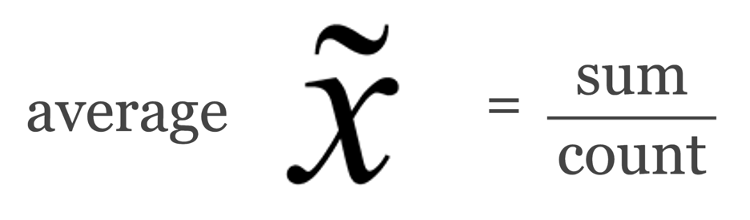 average x̃ = sum
count